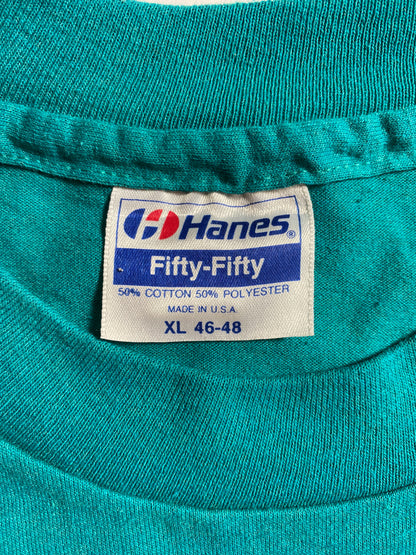 Hanes®
Fifty-Fifty
50% COTTON 50% POLYESTER
MADE IN U.S.A.
XL 46-48